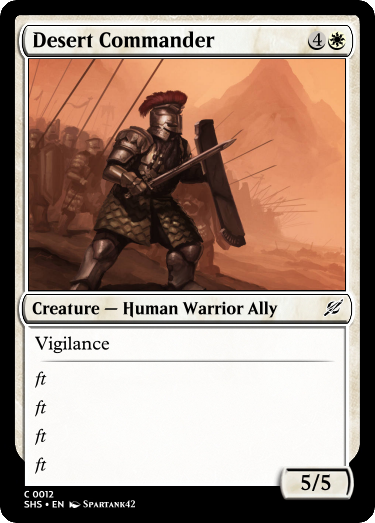 Desert Commander 4
Creature — Human Warrior Ally
Vigilance
ft
ft
ft
ft
5/5
C 0012
SHS • EN Spartank42